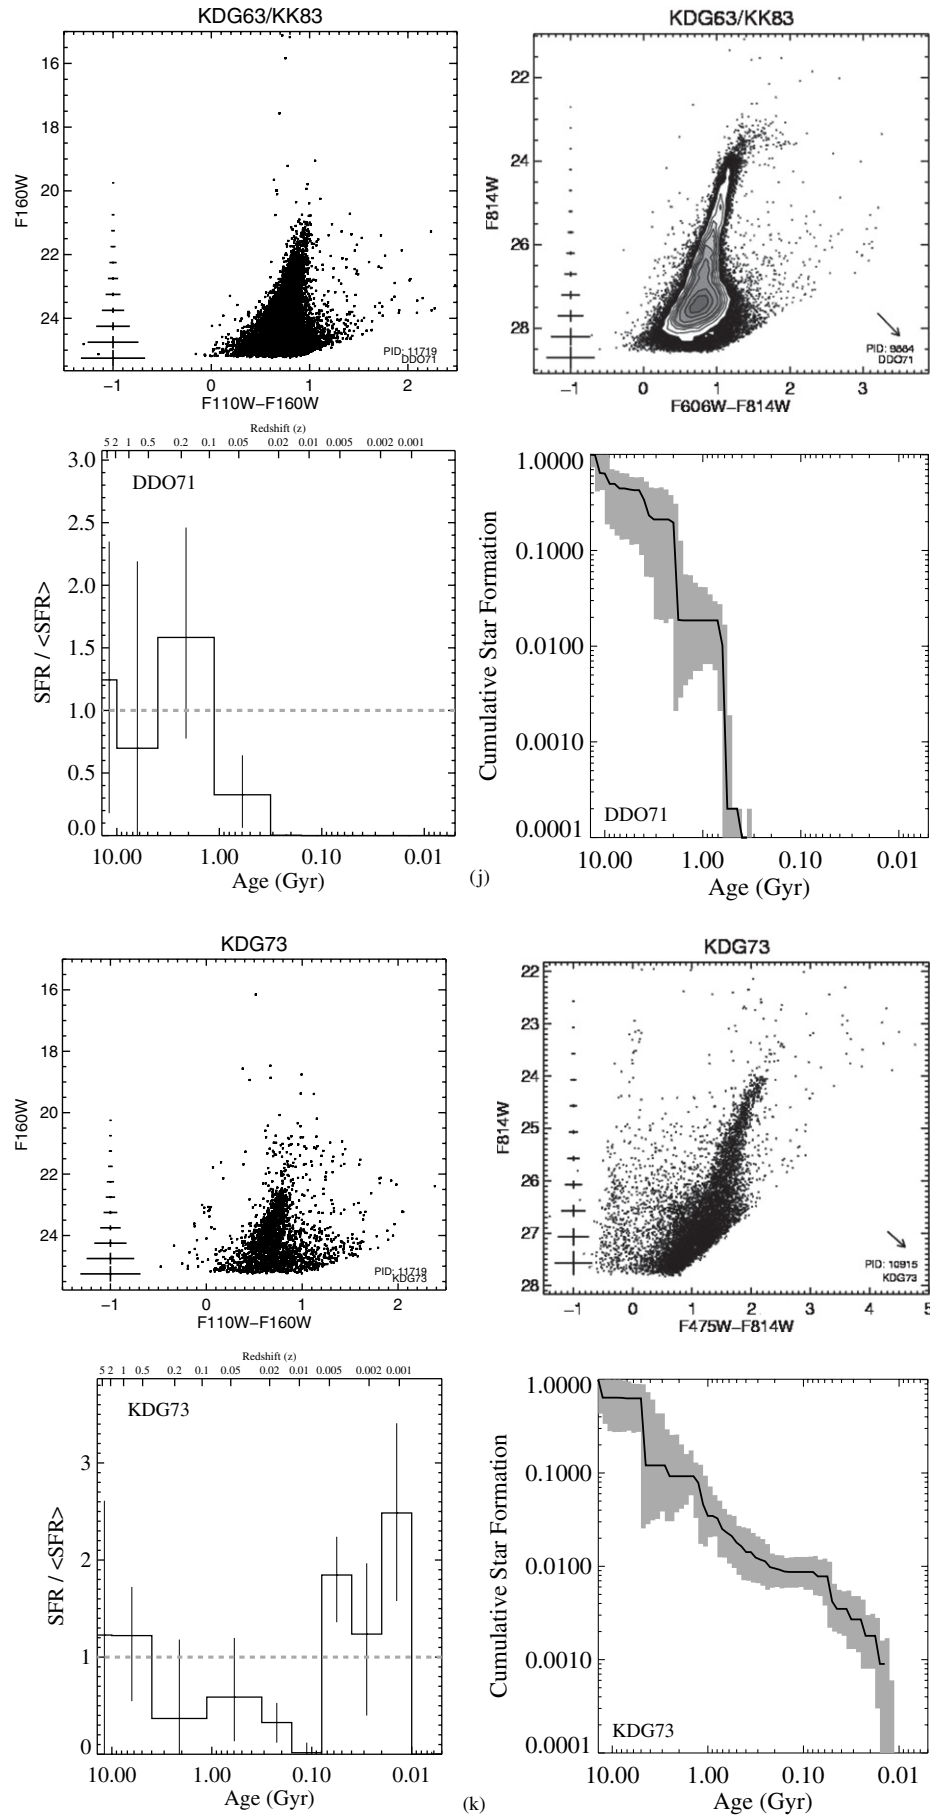 KDG63/KK83
16
18
20
22
24
F160W
−1
0
1
2
F110W−F160W
PID: 11719
DDO71
KDG63/KK83
22
24
26
28
F814W
−1
0
1
2
3
F606W−F814W
PID: 9884
DDO71
Redshift (z)
5 2 1 0.5 0.2 0.1 0.05 0.02 0.01 0.005 0.002 0.001
3.0
2.5
2.0
1.5
1.0
0.5
0.0
SFR / <SFR>
DDO71
10.00 1.00 0.10 0.01
Age (Gyr)
1.0000
0.1000
0.0100
0.0010
0.0001
Cumulative Star Formation
DDO71
10.00 1.00 0.10 0.01
Age (Gyr)
(j)
KDG73
16
18
20
22
24
F160W
−1
0
1
2
F110W−F160W
PID: 11719
KDG73
KDG73
22
23
24
25
26
27
28
F814W
−1
0
1
2
3
4
5
F475W−F814W
PID: 10915
KDG73
Redshift (z)
5 2 1 0.5 0.2 0.1 0.05 0.02 0.01 0.005 0.002 0.001
3
2
1
0
SFR / <SFR>
KDG73
10.00 1.00 0.10 0.01
Age (Gyr)
1.0000
0.1000
0.0100
0.0010
0.0001
Cumulative Star Formation
KDG73
10.00 1.00 0.10 0.01
Age (Gyr)
(k)